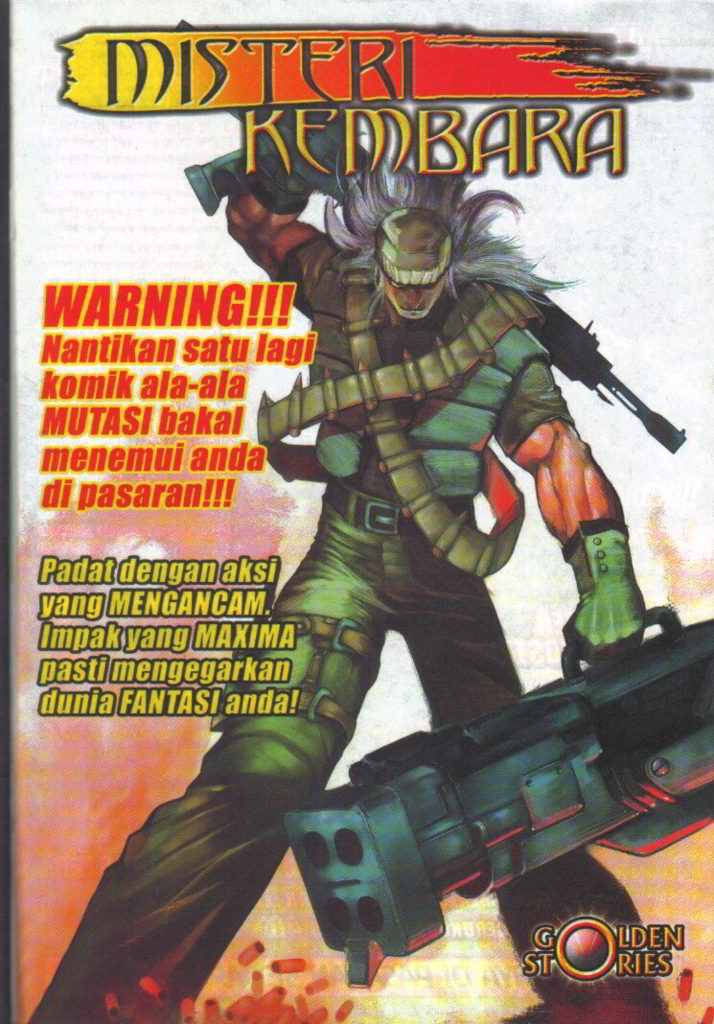 MISTERI
KEMBARA
WARNING!!!
Nantikan satu lagi
komik ala-ala
MUTASI bakal
menemui anda
di pasaran!!!
Padat dengan aksi
yang MENGANCAM.
Impak yang MAXIMA
pasti mengegarkan
dunia FANTASI anda!
GOLDEN
STORIES